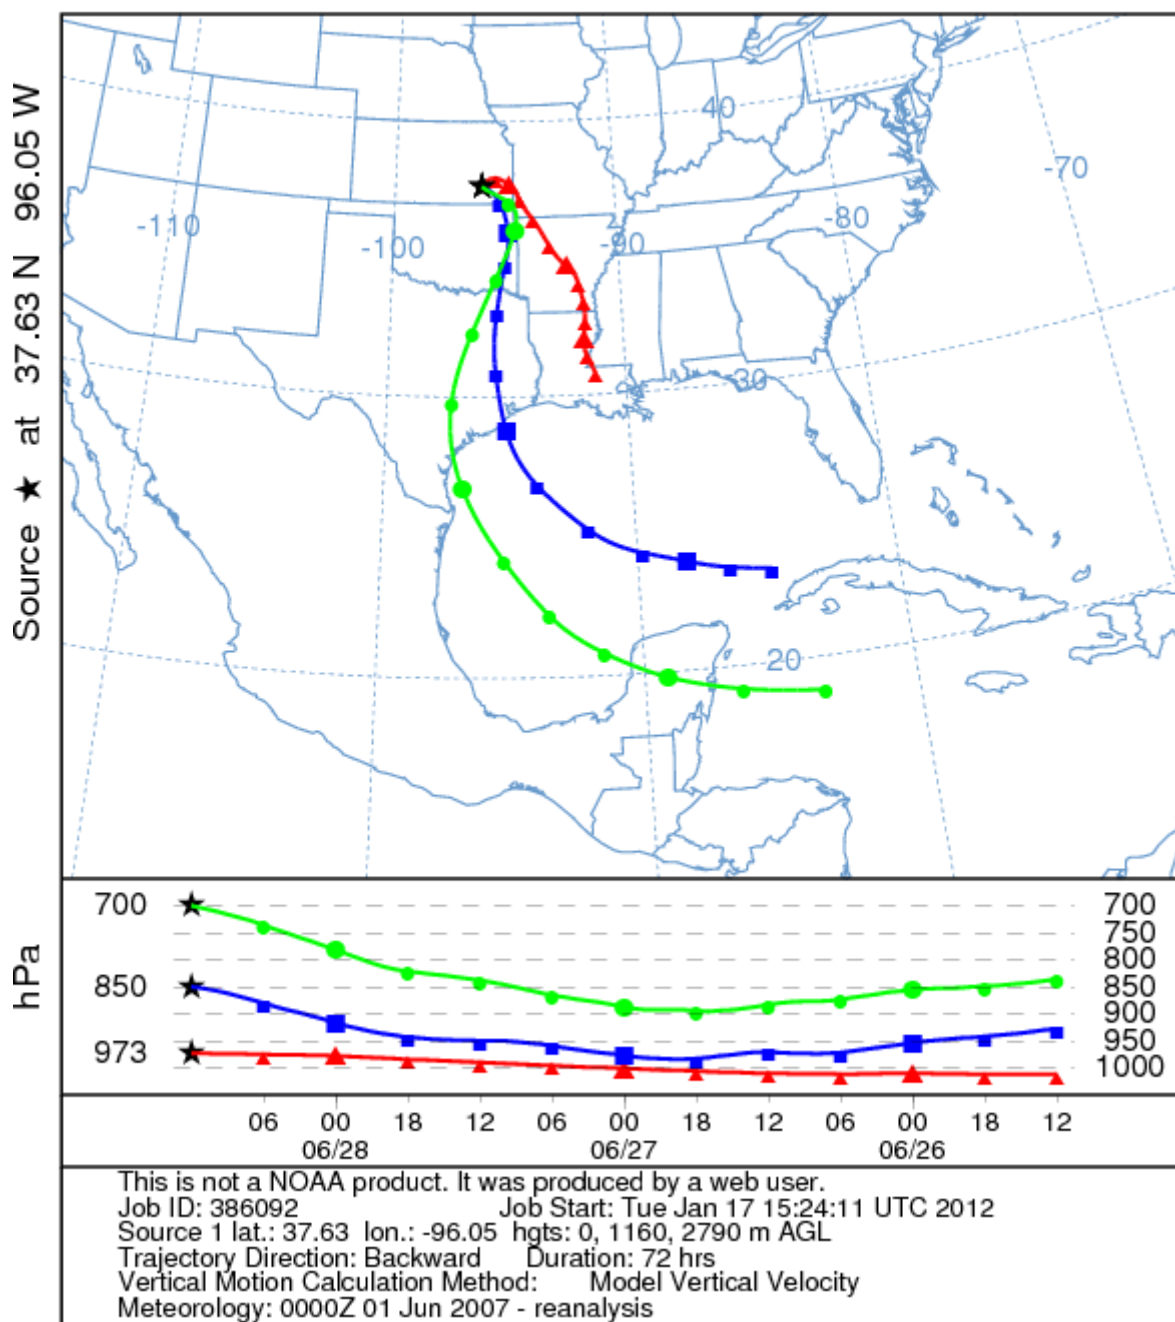 Source ★ at 37.63 N 96.05 W
40
-70
-110
-100
-90
-80
30
20
hPa
700 700
750
800
850 850
900
950
973
1000
06 00 18 12 06 00 18 12 06 00 18 12
06/28 06/27 06/26
This is not a NOAA product. It was produced by a web user.
Job ID: 386092 Job Start: Tue Jan 17 15:24:11 UTC 2012
Source 1 lat.: 37.63 lon.: -96.05 hgts: 0, 1160, 2790 m AGL
Trajectory Direction: Backward Duration: 72 hrs
Vertical Motion Calculation Method: Model Vertical Velocity
Meteorology: 0000Z 01 Jun 2007 - reanalysis